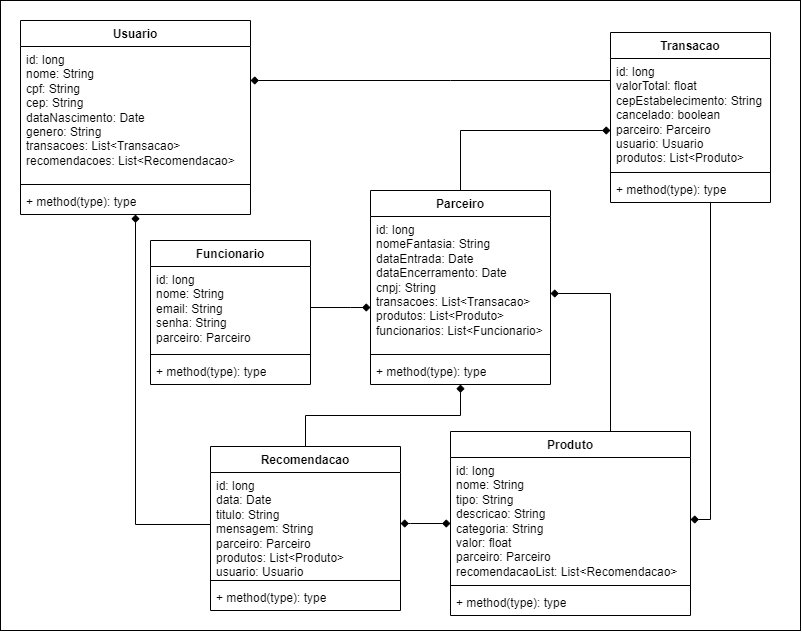 Usuario
id: long
nome: String
cpf: String
cep: String
dataNascimento: Date
genero: String
transacoes: List<Transacao>
recomendacoes: List<Recomendacao>
+ method(type): type
Transacao
id: long
valorTotal: float
cepEstabelecimento: String
cancelado: boolean
parceiro: Parceiro
usuario: Usuario
produtos: List<Produto>
+ method(type): type
Parceiro
id: long
nomeFantasia: String
dataEntrada: Date
dataEncerramento: Date
cnpj: String
transacoes: List<Transacao>
produtos: List<Produto>
funcionarios: List<Funcionario>
+ method(type): type
Funcionario
id: long
nome: String
email: String
senha: String
parceiro: Parceiro
+ method(type): type
Recomendacao
id: long
data: Date
titulo: String
mensagem: String
parceiro: Parceiro
produtos: List<Produto>
usuario: Usuario
+ method(type): type
Produto
id: long
nome: String
tipo: String
descricao: String
categoria: String
valor: float
parceiro: Parceiro
recomendacaoList: List<Recomendacao>
+ method(type): type